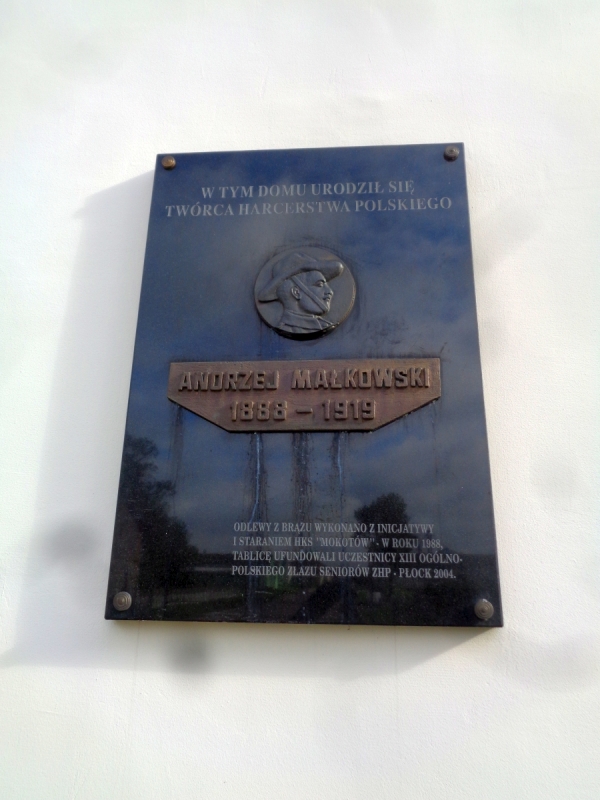 W TYM DOMU URODZIŁ SIĘ
TWÓRCA HARCERSTWA POLSKIEGO
ANDRZEJ MAŁKOWSKI
1888 – 1919
ODLEWY Z BRĄZU WYKONANO Z INICJATYWY
I STARANIEM HKS "MOKOTÓW" - W ROKU 1988,
TABLICĘ UFUNDOWALI UCZESTNICY XIII OGÓLNO-
POLSKIEGO ZLAZU SENIORÓW ZHP - PŁOCK 2004.